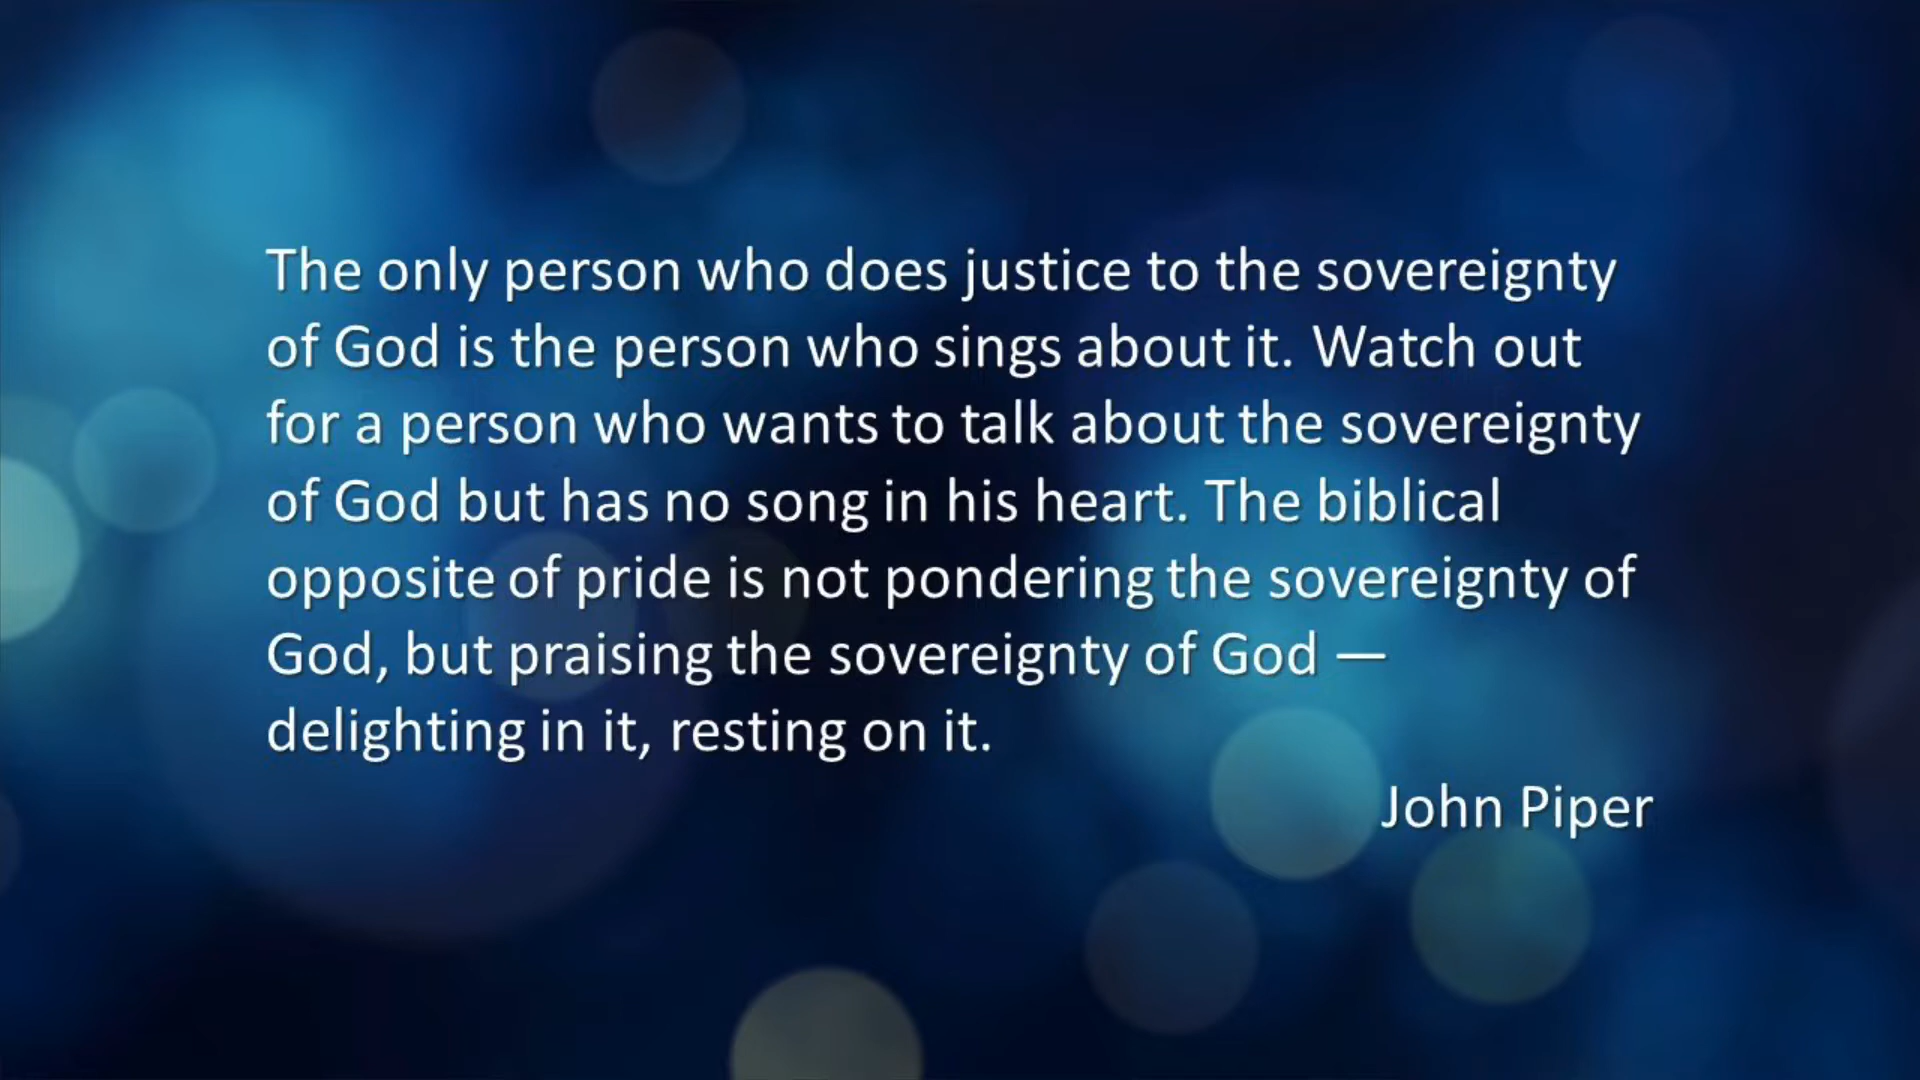 The only person who does justice to the sovereignty
of God is the person who sings about it. Watch out
for a person who wants to talk about the sovereignty
of God but has no song in his heart. The biblical
opposite of pride is not pondering the sovereignty of
God, but praising the sovereignty of God —
delighting in it, resting on it.
John Piper